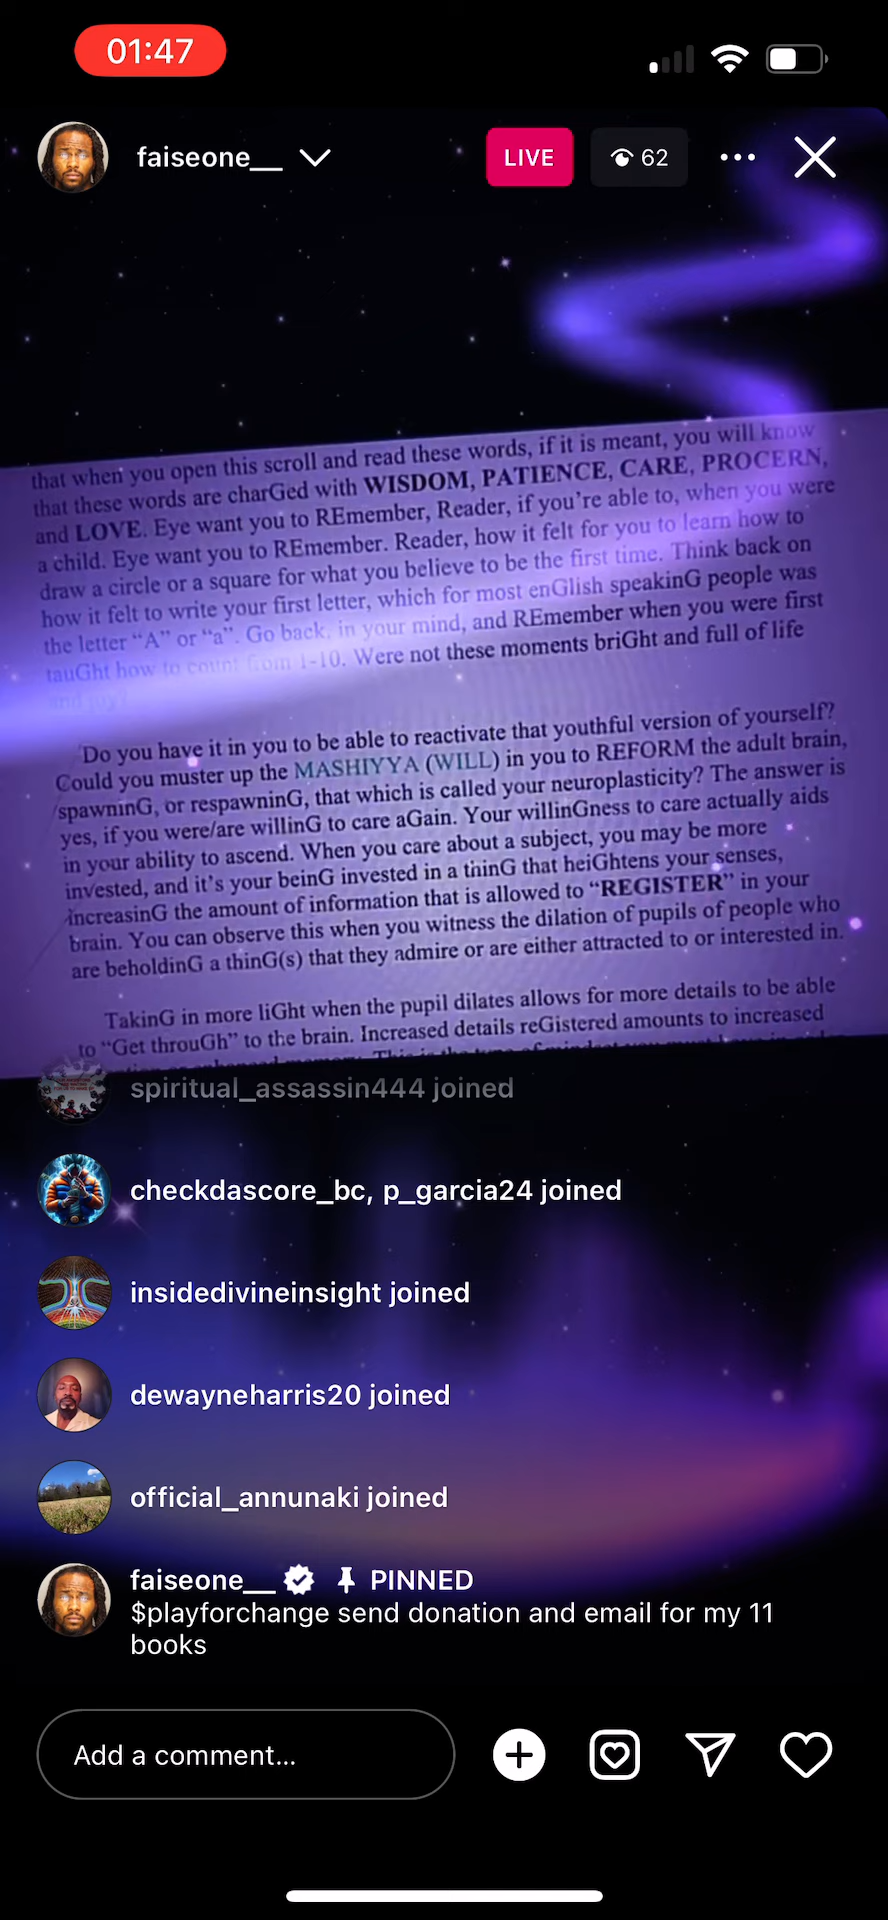 01:47
faiseone__
LIVE
62
that when you open this scroll and read these words, if it is meant, you will know
that these words are charGed with WISDOM, PATIENCE, CARE, PROCERN,
and LOVE. Eye want you to REmember, Reader, if you're able to, when you were
a child. Eye want you to REmember. Reader, how it felt for you to learn how to
draw a circle or a square for what you believe to be the first time. Think back on
how it felt to write your first letter, which for most enGlish speakinG people was
the letter “A” or “a”. Go back, in your mind, and REmember when you were first
tauGht how to count from 1-10. Were not these moments briGht and full of life
Do you have it in you to be able to reactivate that youthful version of yourself?
Could you muster up the MASHIYYA (WILL) in you to REFORM the adult brain,
spawninG, or respawninG, that which is called your neuroplasticity? The answer is
yes, if you were/are willinG to care aGain. Your willinGness to care actually aids
in your ability to ascend. When you care about a subject, you may be more
invested, and it's your beinG invested in a thinG that heiGhtens your senses,
increasinG the amount of information that is allowed to “REGISTER” in your
brain. You can observe this when you witness the dilation of pupils of people who
are beholdinG a thinG(s) that they admire or are either attracted to or interested in.
TakinG in more liGht when the pupil dilates allows for more details to be able
to “Get throuGh” to the brain. Increased details reGistered amounts to increased
spiritual_assassin444 joined
checkdascore_bc, p_garcia24 joined
insidedivineinsight joined
dewayneharris20 joined
official_annunaki joined
faiseone__ PINNED
$playforchange send donation and email for my 11
books
Add a comment...